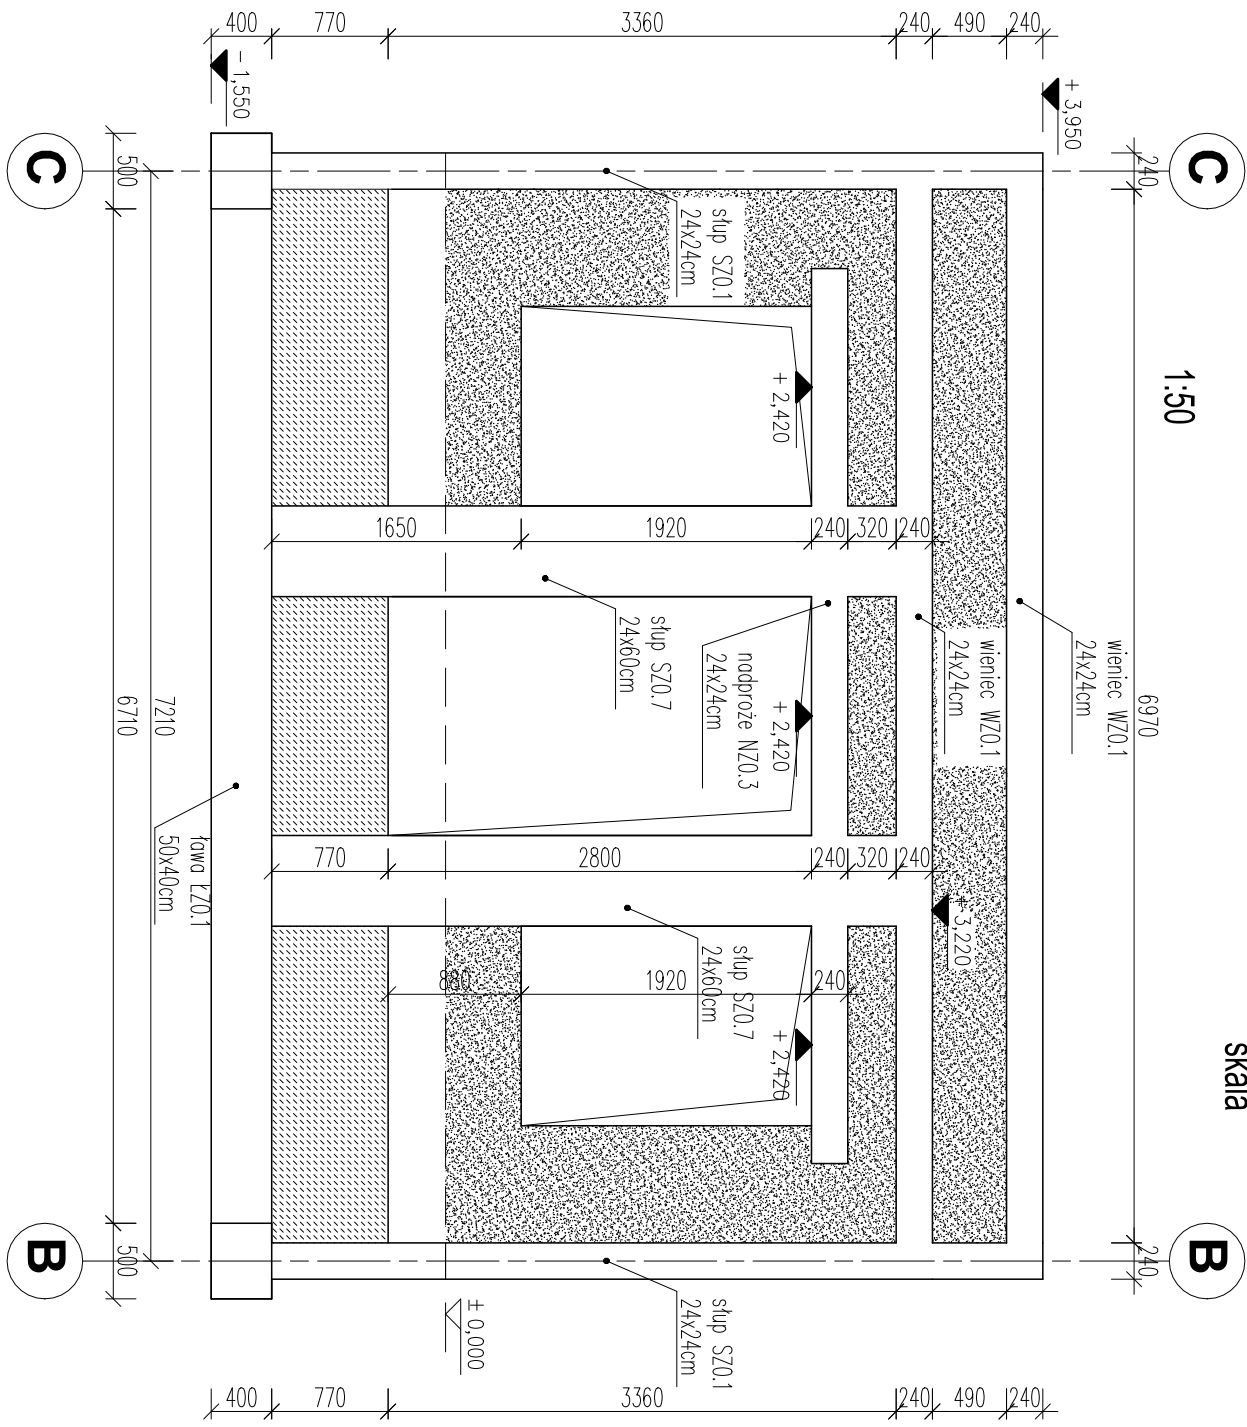 skala
1:50
C
B
240
6970
240
wieniec WZ0.1
24x24cm
wieniec WZ0.1
24x24cm
+ 3,950
+ 3,220
240
490
240
3360
770
400
240
490
240
3360
770
400
słup SZ0.1
24x24cm
+ 2,420
240
320
240
1920
1650
słup SZ0.7
24x60cm
nadproże NZ0.3
24x24cm
+ 2,420
240
320
240
2800
770
słup SZ0.7
24x60cm
+ 2,420
240
1920
880
słup SZ0.1
24x24cm
± 0,000
- 1,550
ława ŁZ0.1
50x40cm
7210
500
6710
500
C
B